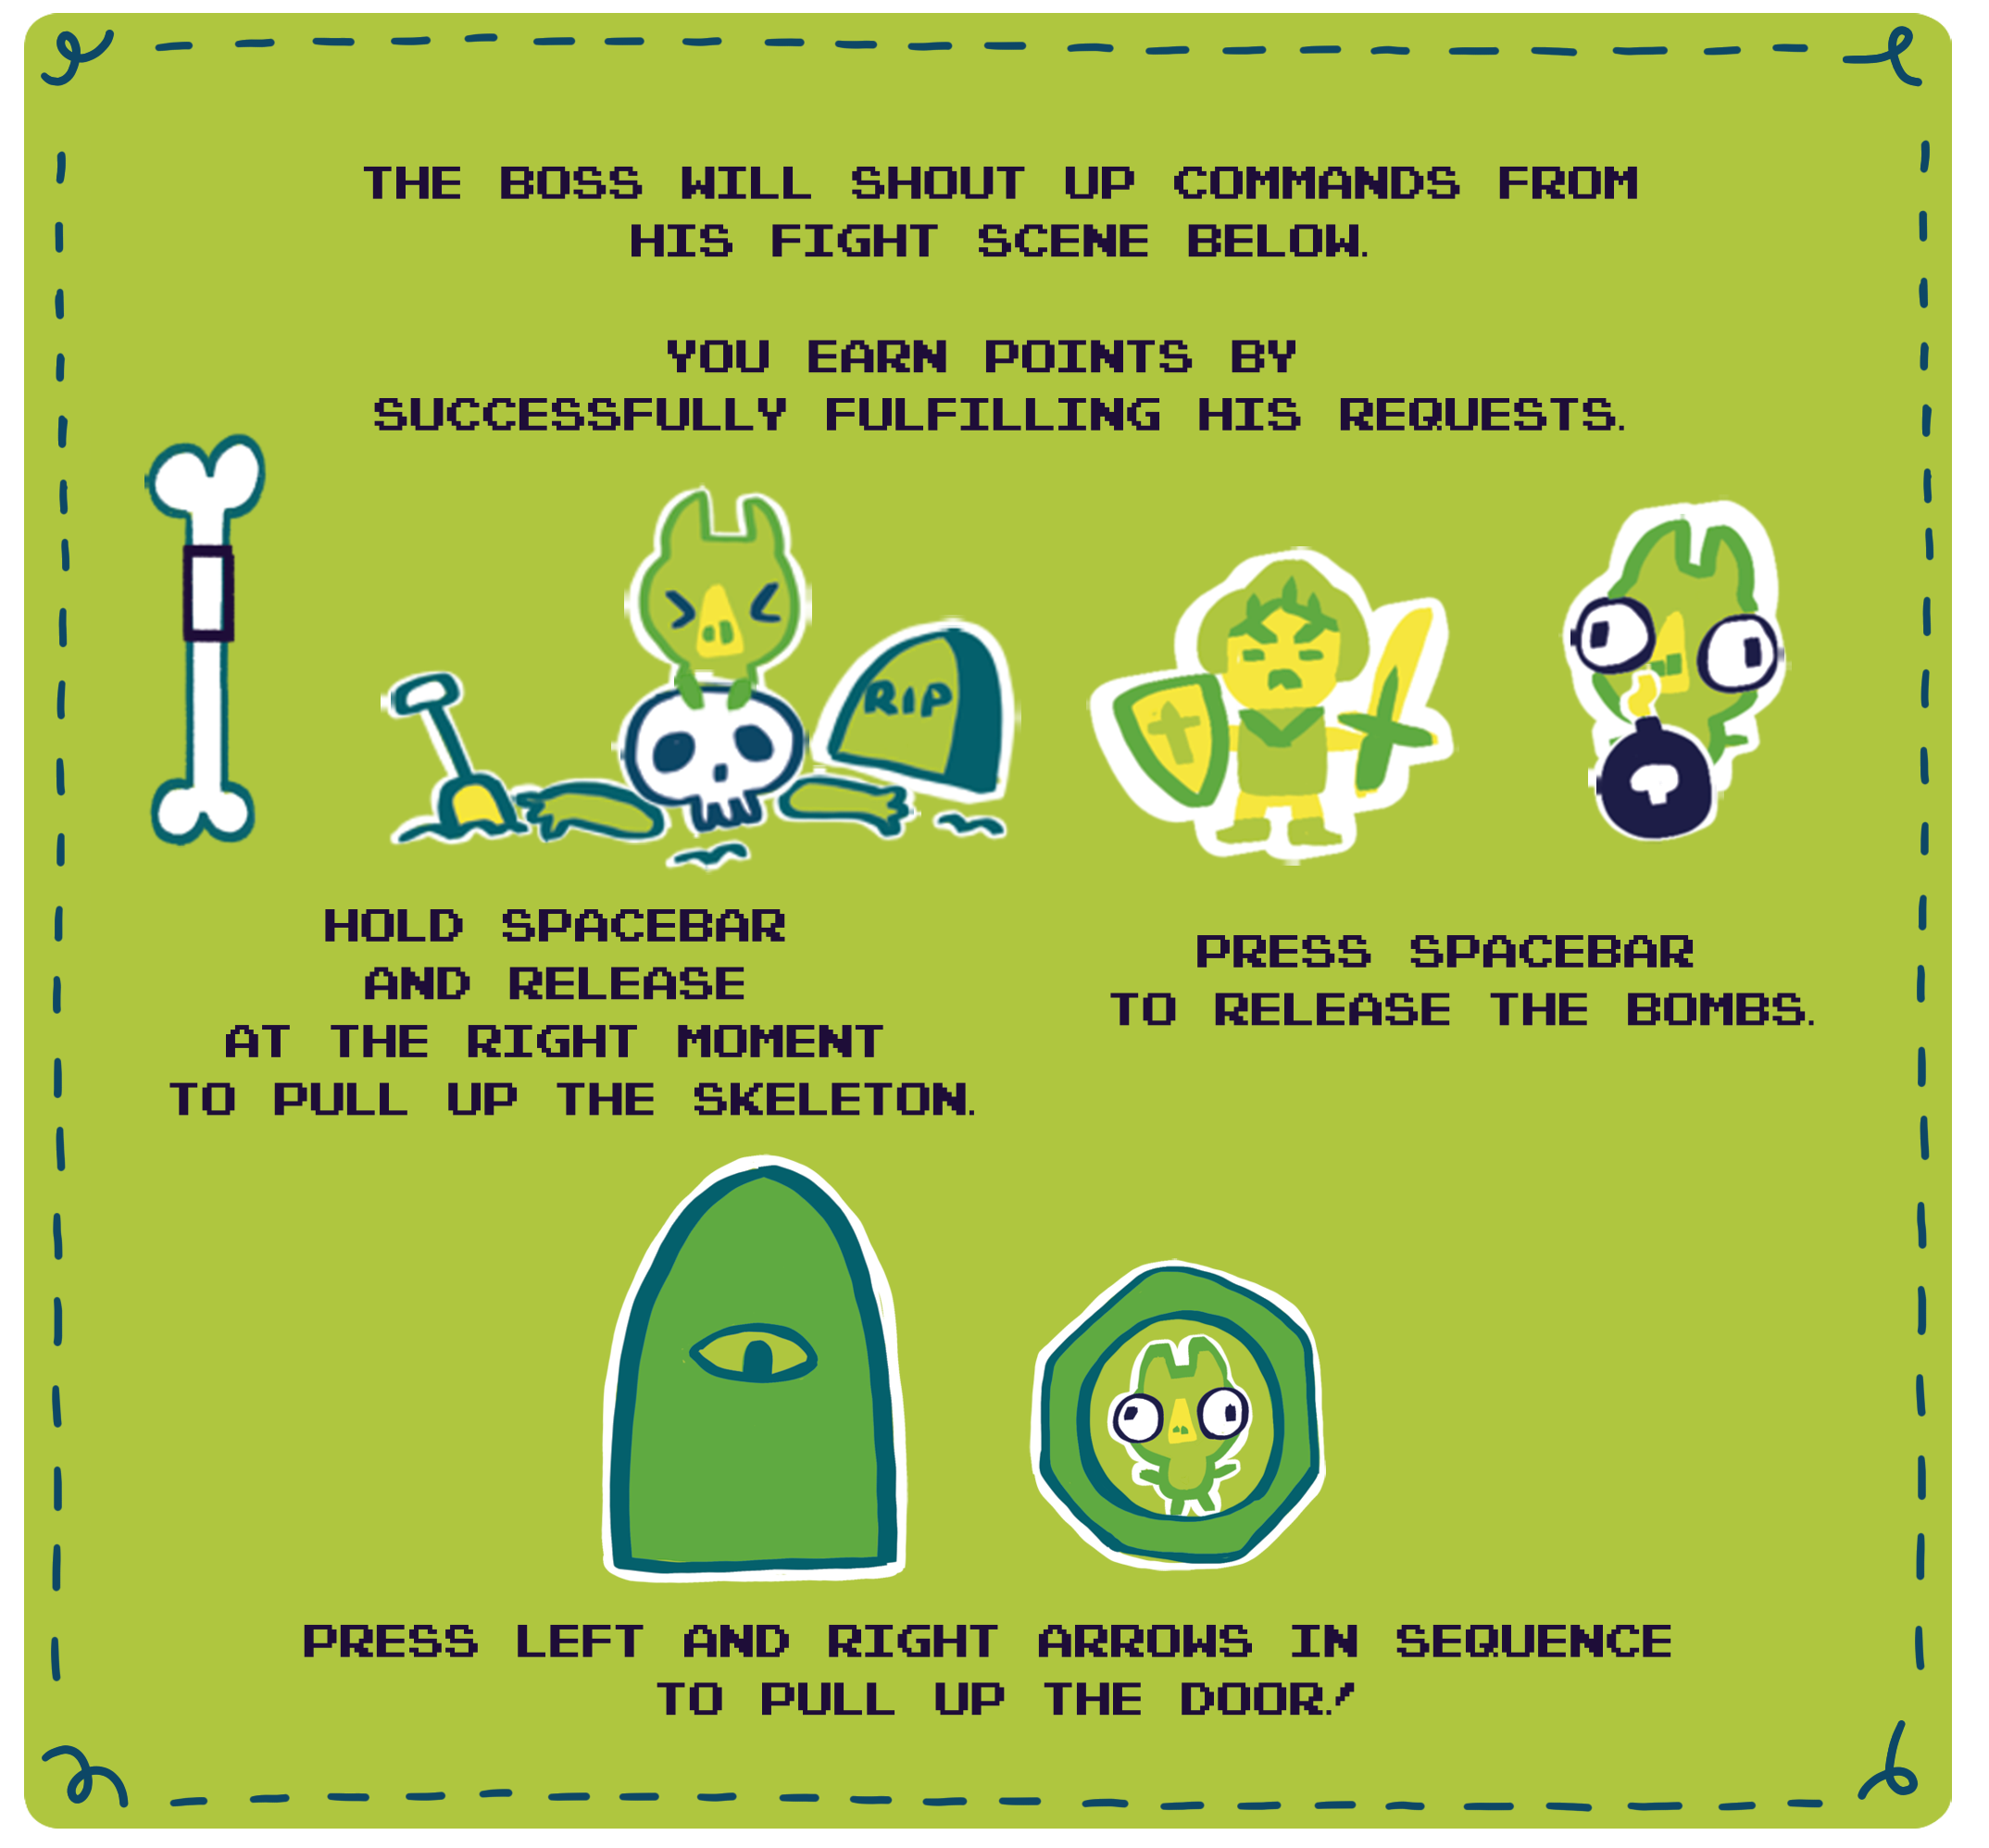 THE BOSS WILL SHOUT UP COMMANDS FROM
HIS FIGHT SCENE BELOW.
YOU EARN POINTS BY
SUCCESSFULLY FULFILLING HIS REQUESTS.
RIP
HOLD SPACEBAR
AND RELEASE
AT THE RIGHT MOMENT
TO PULL UP THE SKELETON.
PRESS SPACEBAR
TO RELEASE THE BOMBS.
PRESS LEFT AND RIGHT ARROWS IN SEQUENCE
TO PULL UP THE DOOR!